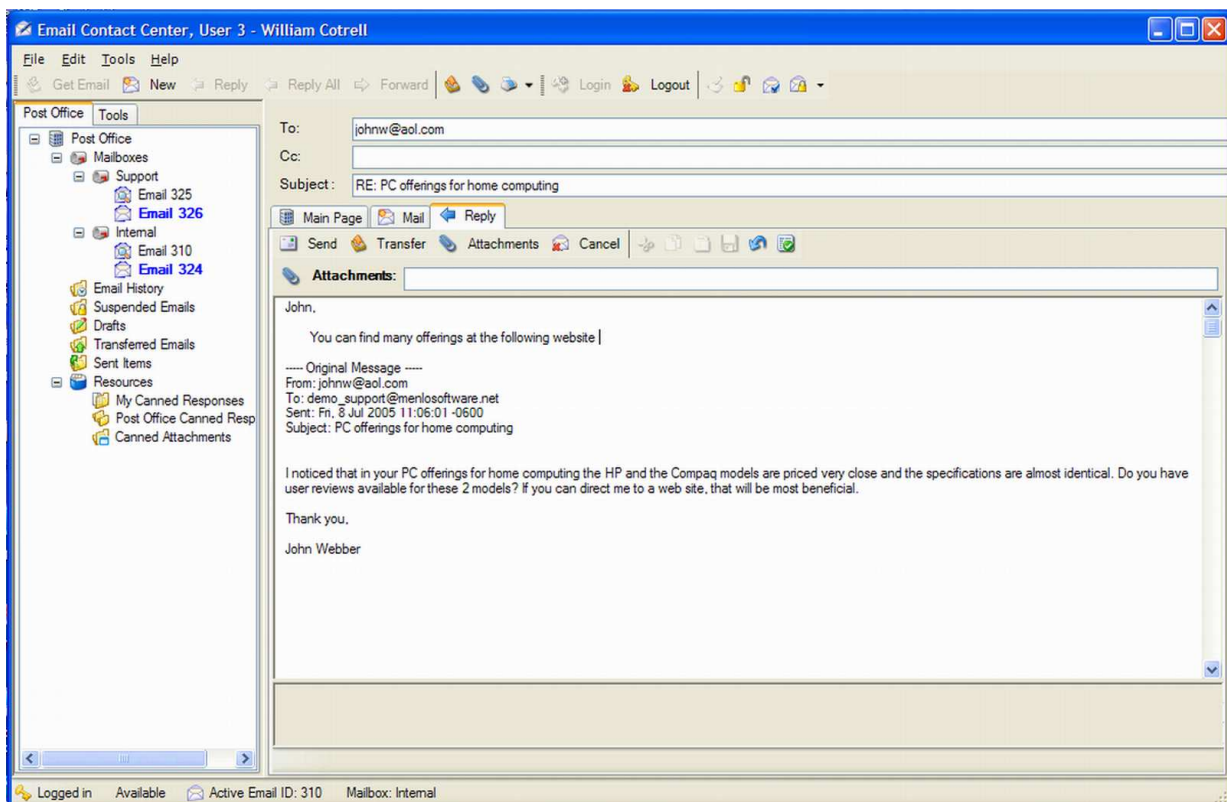 Email Contact Center, User 3 - William Cotrell
File Edit Tools Help
Get Email New Reply Reply All Forward Login Logout
Post Office Tools
Post Office
Mailboxes
Support
Email 325
Email 326
Internal
Email 310
Email 324
Email History
Suspended Emails
Drafts
Transferred Emails
Sent Items
Resources
My Canned Responses
Post Office Canned Resp
Canned Attachments
To: johnw@aol.com
Cc:
Subject: RE: PC offerings for home computing
Main Page Mail Reply
Send Transfer Attachments Cancel
Attachments:
John,
You can find many offerings at the following website
----- Original Message -----
From: johnw@aol.com
To: demo_support@menlosoftware.net
Sent: Fri, 8 Jul 2005 11:06:01 -0600
Subject: PC offerings for home computing
I noticed that in your PC offerings for home computing the HP and the Compaq models are priced very close and the specifications are almost identical. Do you have
user reviews available for these 2 models? If you can direct me to a web site, that will be most beneficial.
Thank you,
John Webber
Logged in Available Active Email ID: 310 Mailbox: Internal